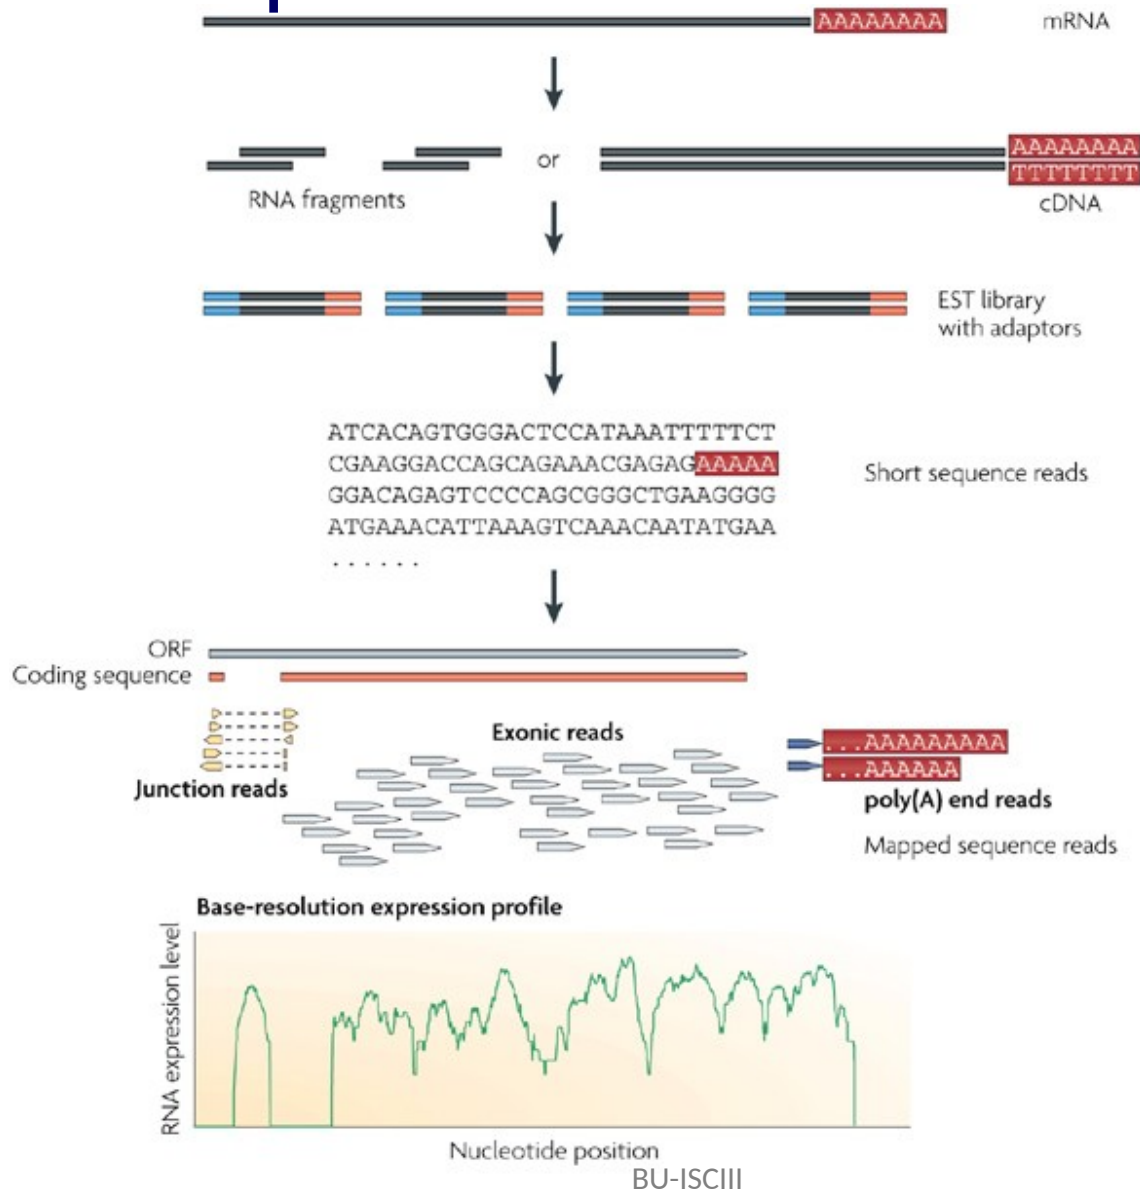 AAAAAAAA mRNA
or
AAAAAAAA
TTTTTTTT
RNA fragments
cDNA
EST library
with adaptors
ATCACAGTGGGACTCCATAAATTTTTCT
CGAAGGACCAGCAGAAACGAGAGAAAAA
GGACAGAGTCCCCAGCGGGCTGAAGGGG
ATGAAACATTAAAGTCAAACAATATGAA
. . . . . .
Short sequence reads
ORF
Coding sequence
Junction reads
Exonic reads
...AAAAAAAAA
...AAAAAA
poly(A) end reads
Mapped sequence reads
Base-resolution expression profile
RNA expression level
Nucleotide position
BU-ISCIII